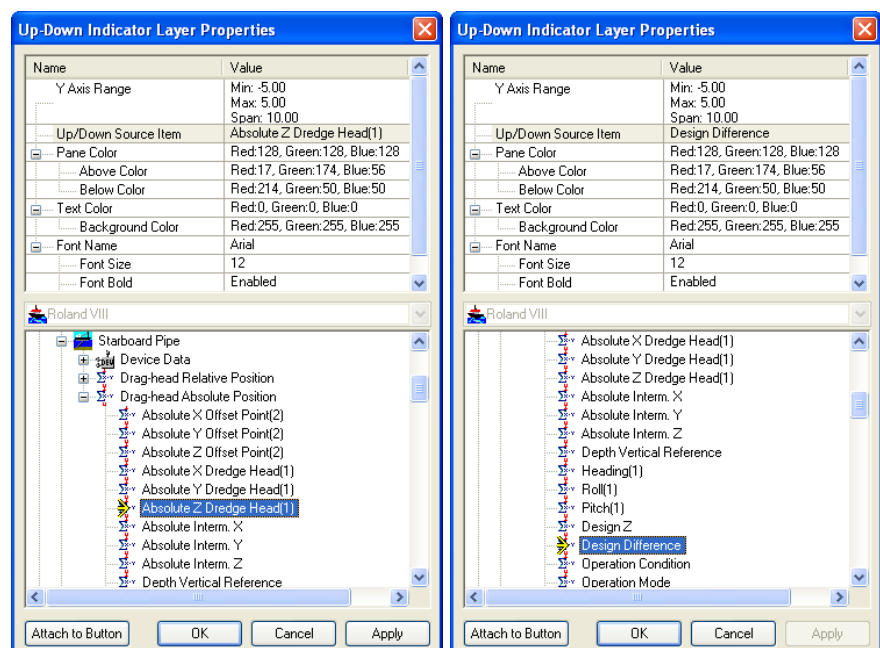 Up-Down Indicator Layer Properties
Name Value
Y Axis Range Min: -5.00
Max: 5.00
Span: 10.00
Up/Down Source Item Absolute Z Dredge Head(1)
Pane Color Red:128, Green:128, Blue:128
Above Color Red:17, Green:174, Blue:56
Below Color Red:214, Green:50, Blue:50
Text Color Red:0, Green:0, Blue:0
Background Color Red:255, Green:255, Blue:255
Font Name Arial
Font Size 12
Font Bold Enabled
Roland VIII
Starboard Pipe
Device Data
Drag-head Relative Position
Drag-head Absolute Position
Absolute X Offset Point(2)
Absolute Y Offset Point(2)
Absolute Z Offset Point(2)
Absolute X Dredge Head(1)
Absolute Y Dredge Head(1)
Absolute Z Dredge Head(1)
Absolute Interm. X
Absolute Interm. Y
Absolute Interm. Z
Depth Vertical Reference
Attach to Button OK Cancel Apply
Up-Down Indicator Layer Properties
Name Value
Y Axis Range Min: -5.00
Max: 5.00
Span: 10.00
Up/Down Source Item Design Difference
Pane Color Red:128, Green:128, Blue:128
Above Color Red:17, Green:174, Blue:56
Below Color Red:214, Green:50, Blue:50
Text Color Red:0, Green:0, Blue:0
Background Color Red:255, Green:255, Blue:255
Font Name Arial
Font Size 12
Font Bold Enabled
Roland VIII
Absolute X Dredge Head(1)
Absolute Y Dredge Head(1)
Absolute Z Dredge Head(1)
Absolute Interm. X
Absolute Interm. Y
Absolute Interm. Z
Depth Vertical Reference
Heading(1)
Roll(1)
Pitch(1)
Design Z
Design Difference
Operation Condition
Operation Mode
Attach to Button OK Cancel Apply